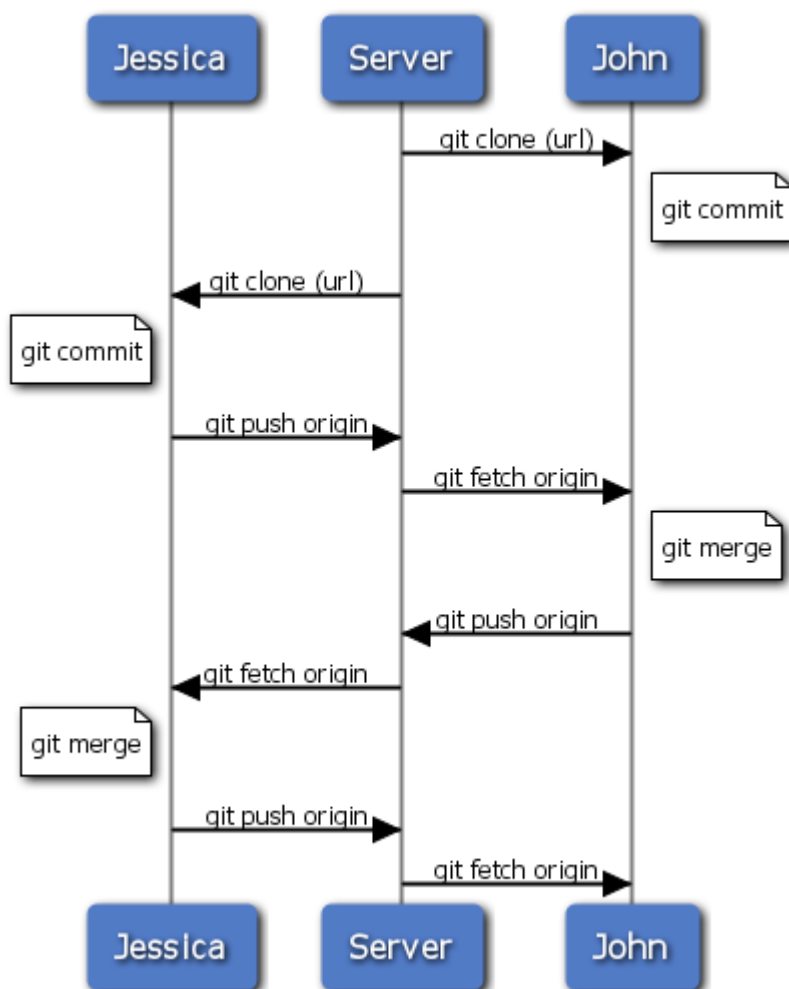 Jessica
Server
John
git clone (url)
git commit
git clone (url)
git commit
git push origin
git fetch origin
git merge
git push origin
git fetch origin
git merge
git push origin
git fetch origin
Jessica
Server
John